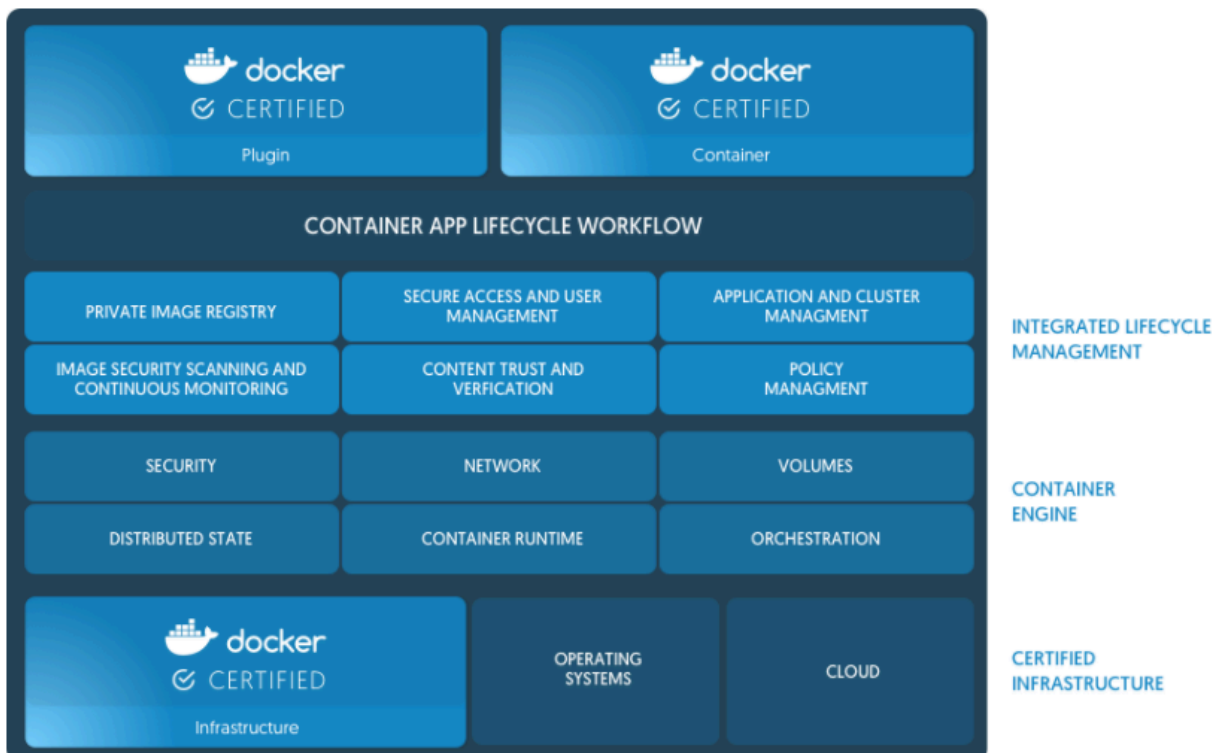 docker
CERTIFIED
Plugin
docker
CERTIFIED
Container
CONTAINER APP LIFECYCLE WORKFLOW
PRIVATE IMAGE REGISTRY
SECURE ACCESS AND USER
MANAGEMENT
APPLICATION AND CLUSTER
MANAGMENT
IMAGE SECURITY SCANNING AND
CONTINUOUS MONITORING
CONTENT TRUST AND
VERFICATION
POLICY
MANAGMENT
INTEGRATED LIFECYCLE
MANAGEMENT
SECURITY
NETWORK
VOLUMES
DISTRIBUTED STATE
CONTAINER RUNTIME
ORCHESTRATION
CONTAINER
ENGINE
docker
CERTIFIED
Infrastructure
OPERATING
SYSTEMS
CLOUD
CERTIFIED
INFRASTRUCTURE